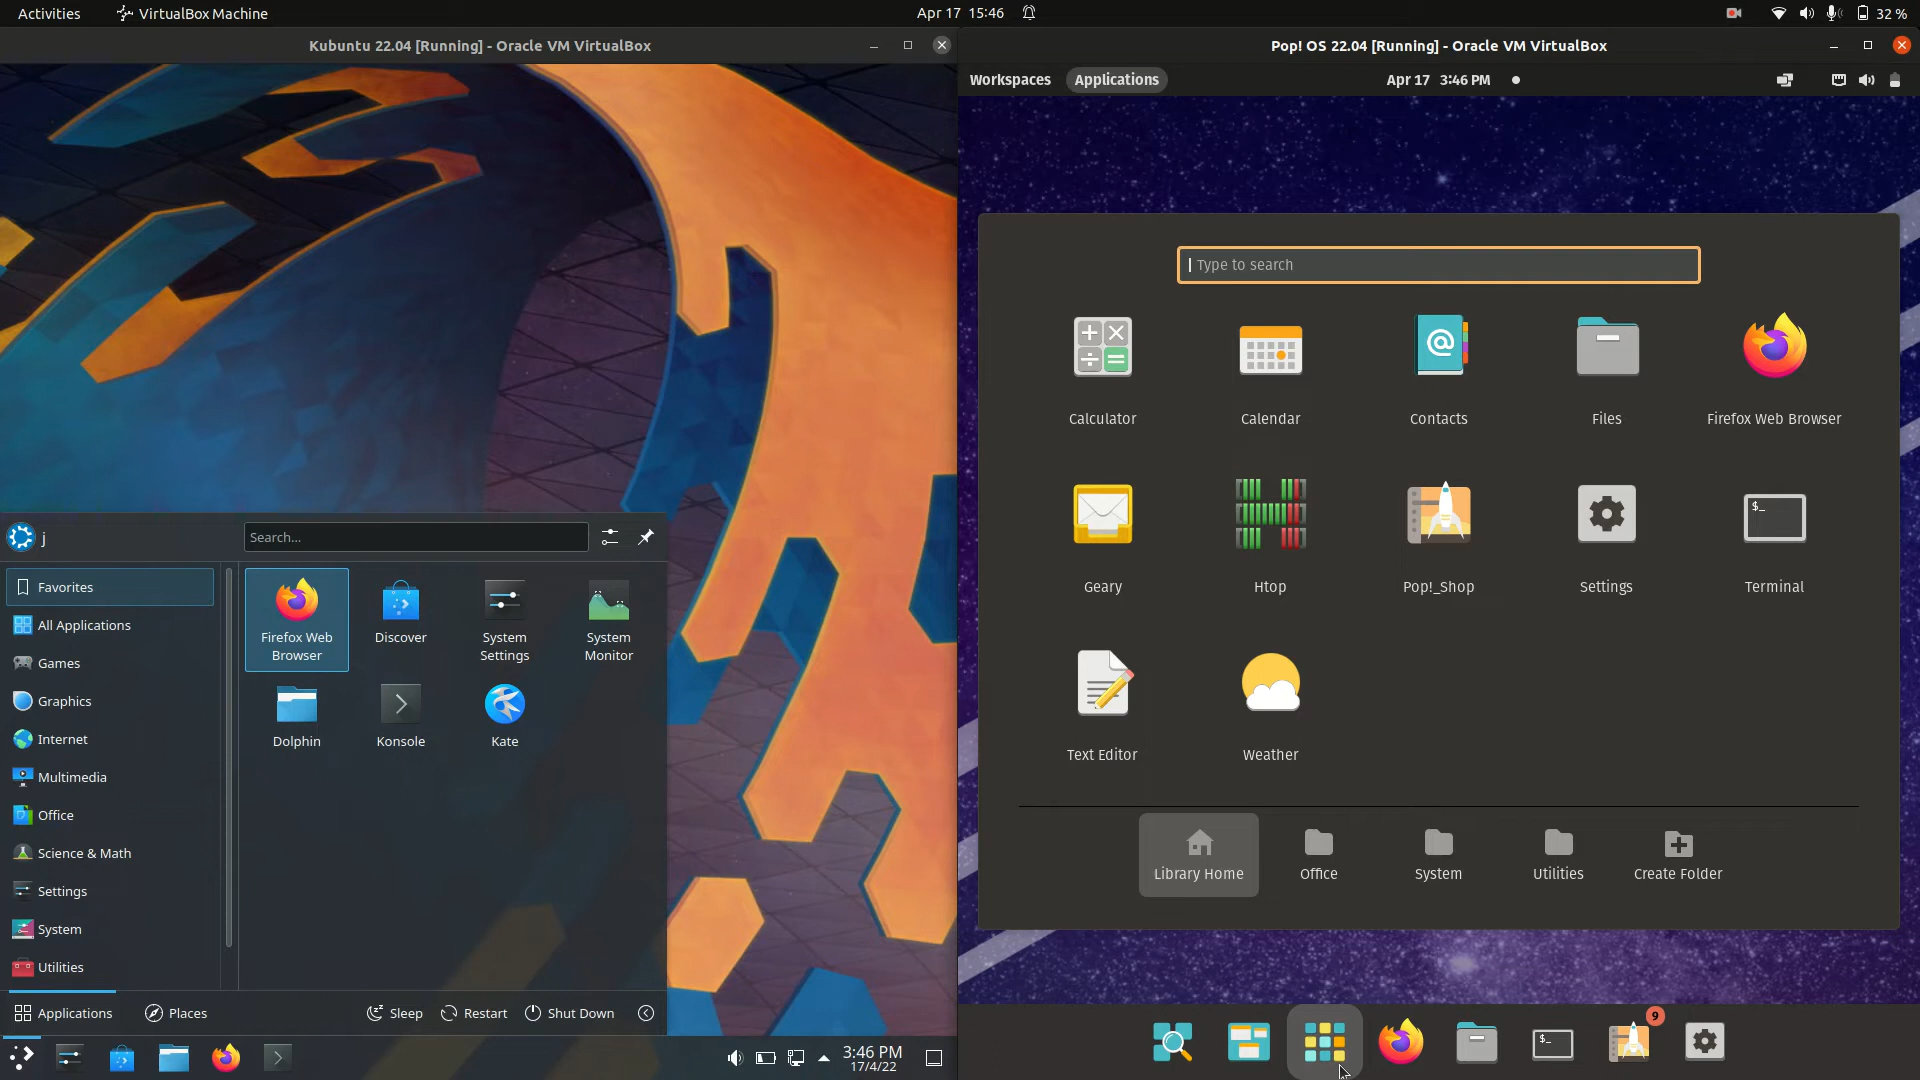 Activities
VirtualBox Machine
Apr 17 15:46
32 %
Kubuntu 22.04 [Running] - Oracle VM VirtualBox
j
Search...
Favorites
All Applications
Games
Graphics
Internet
Multimedia
Office
Science & Math
Settings
System
Utilities
Firefox Web
Browser
Discover
System
Settings
System
Monitor
Dolphin
Konsole
Kate
Applications
Places
Sleep
Restart
Shut Down
3:46 PM
17/4/22
Pop! OS 22.04 [Running] - Oracle VM VirtualBox
Workspaces
Applications
Apr 17 3:46 PM
Type to search
Calculator
Calendar
Contacts
Files
Firefox Web Browser
Geary
Htop
Pop!_Shop
Settings
Terminal
Text Editor
Weather
Library Home
Office
System
Utilities
Create Folder
9